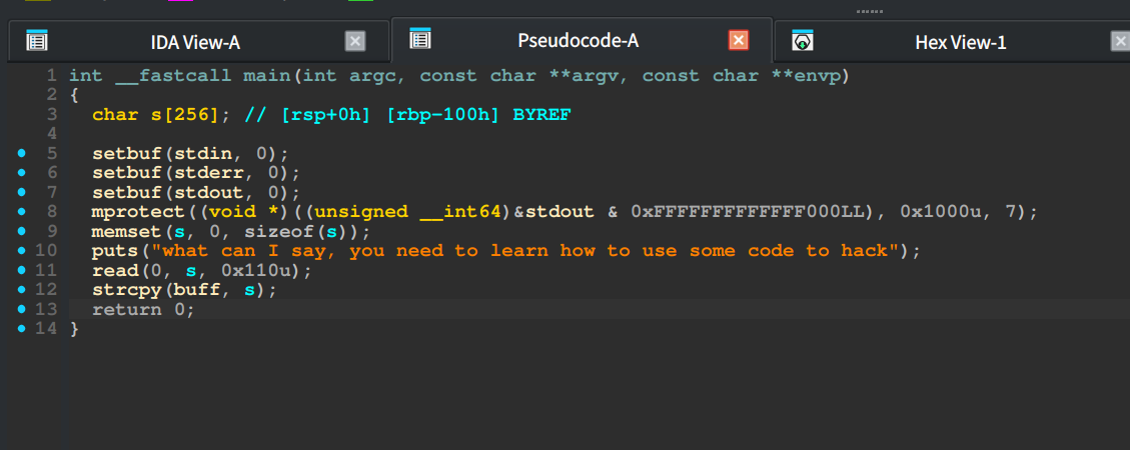 IDA View-A Pseudocode-A Hex View-1
1 int __fastcall main(int argc, const char **argv, const char **envp)
2 {
3   char s[256]; // [rsp+0h] [rbp-100h] BYREF
4
5   setbuf(stdin, 0);
6   setbuf(stderr, 0);
7   setbuf(stdout, 0);
8   mprotect((void *)((unsigned __int64)&stdout & 0xFFFFFFFFFFFFF000LL), 0x1000u, 7);
9   memset(s, 0, sizeof(s));
10   puts("what can I say, you need to learn how to use some code to hack");
11   read(0, s, 0x110u);
12   strcpy(buff, s);
13   return 0;
14 }